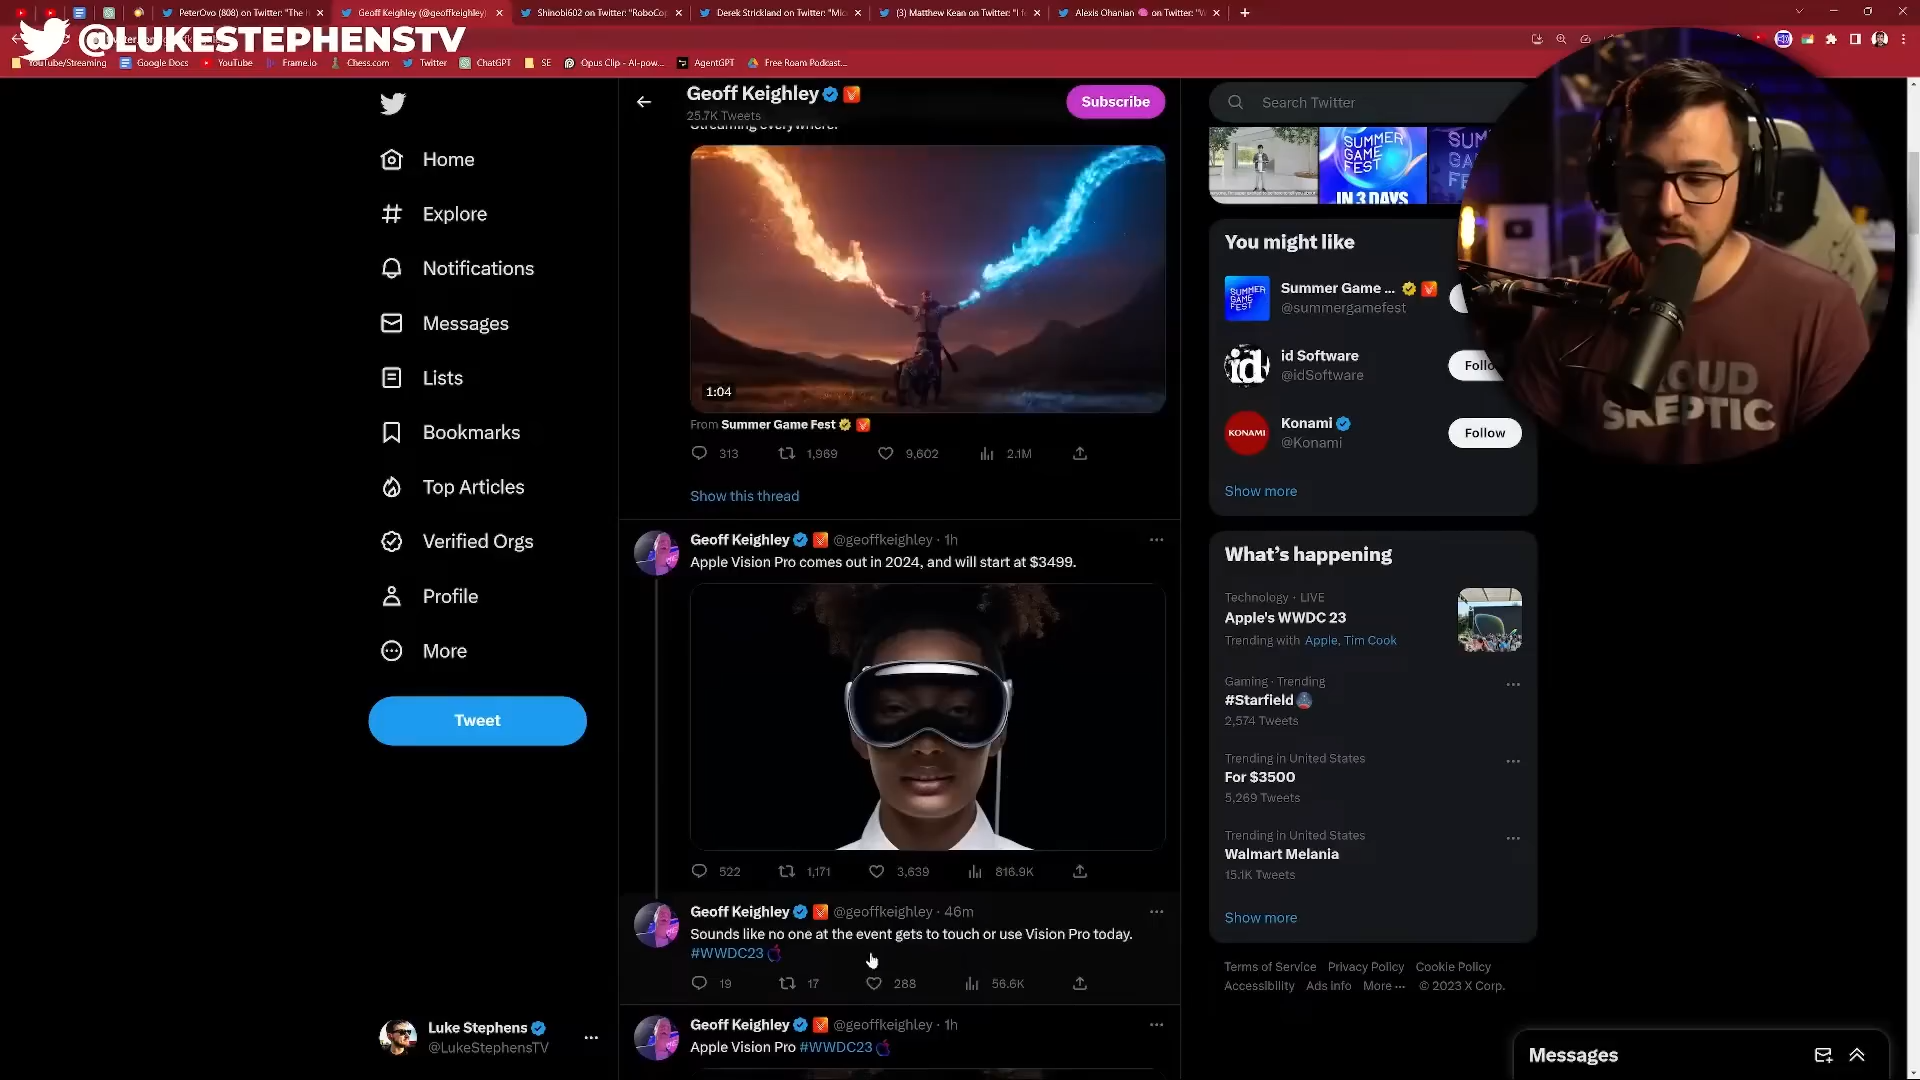 PeterOvo (808) on Twitter: "The I
Geoff Keighley (@geoffkeighley)
Shinobi602 on Twitter: "RoboCo
Derek Strickland on Twitter: "Mic
(3) Matthew Kean on Twitter: "I f
Alexis Ohanian on Twitter: "W
@LUKESTEPHENSTV
YouTube/Streaming
Google Docs
YouTube
Frame.io
Chess.com
Twitter
ChatGPT
SE
Opus Clip - AI-pow...
AgentGPT
Free Roam Podcast...
Home
Explore
Notifications
Messages
Lists
Bookmarks
Top Articles
Verified Orgs
Profile
More
Tweet
Luke Stephens
@LukeStephensTV
Geoff Keighley
25.7K Tweets
Subscribe
Streaming everywhere.
1:04
From Summer Game Fest
313 1,969 9,602 2.1M
Show this thread
Geoff Keighley @geoffkeighley · 1h
Apple Vision Pro comes out in 2024, and will start at $3499.
522 1,171 3,639 816.9K
Geoff Keighley @geoffkeighley · 46m
Sounds like no one at the event gets to touch or use Vision Pro today.
#WWDC23
19 17 288 56.6K
Geoff Keighley @geoffkeighley · 1h
Apple Vision Pro #WWDC23
Search Twitter
SUMMER
GAME
FEST
IN 3 DAYS
You might like
SUMMER
GAME
FEST
Summer Game ...
@summergamefest
id
id Software
@idSoftware
Follo
KONAMI
Konami
@Konami
Follow
Show more
What's happening
Technology · LIVE
Apple's WWDC 23
Trending with Apple, Tim Cook
Gaming · Trending
#Starfield
2,574 Tweets
Trending in United States
For $3500
5,269 Tweets
Trending in United States
Walmart Melania
15.1K Tweets
Show more
Terms of Service Privacy Policy Cookie Policy
Accessibility Ads info More ··· © 2023 X Corp.
Messages
OUD
SKEPTIC